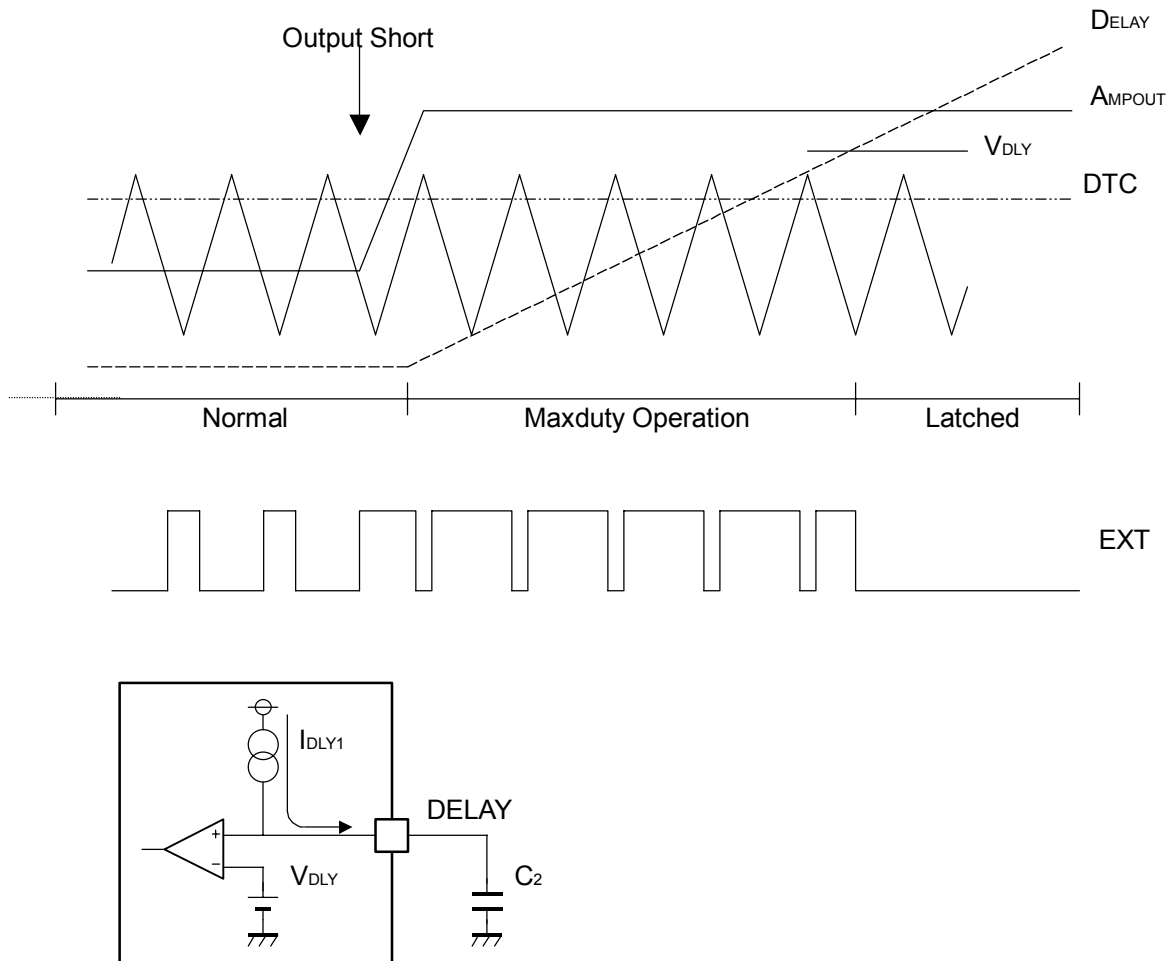 DELAY
Output Short
AMPOUT
VDLY
DTC
Normal Maxduty Operation Latched
EXT
IDLY1
DELAY
+
−
VDLY
C2